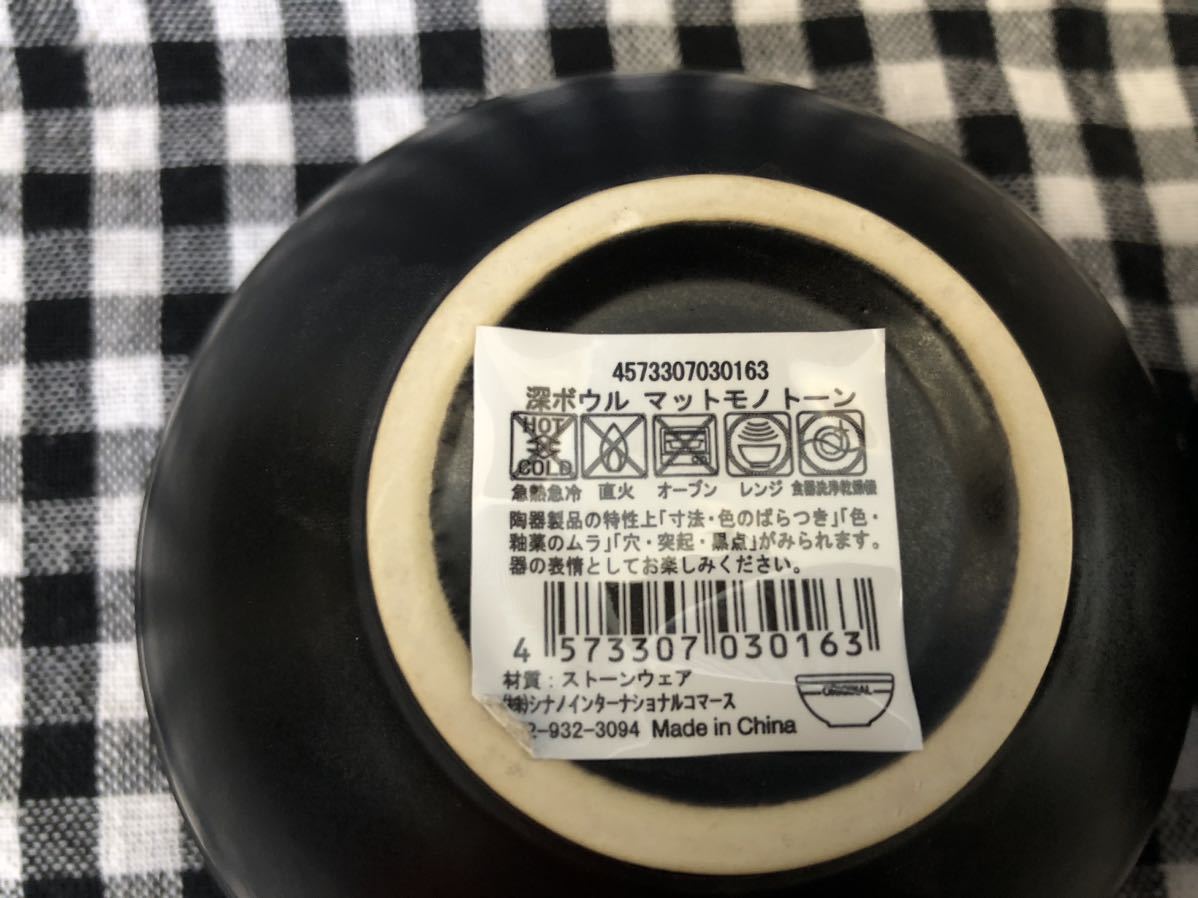 4573307030163
深ボウル マットモノトーン
HOT
COLD
急熱急冷 直火 オーブン レンジ 食器洗浄乾燥機
陶器製品の特性上「寸法・色のばらつき」「色・
釉薬のムラ」「穴・突起・黒点」がみられます。
器の表情としてお楽しみください。
4 573307 030163
材質：ストーンウェア
(株)シナノインターナショナルコマース
ORIGINAL
2-932-3094 Made in China